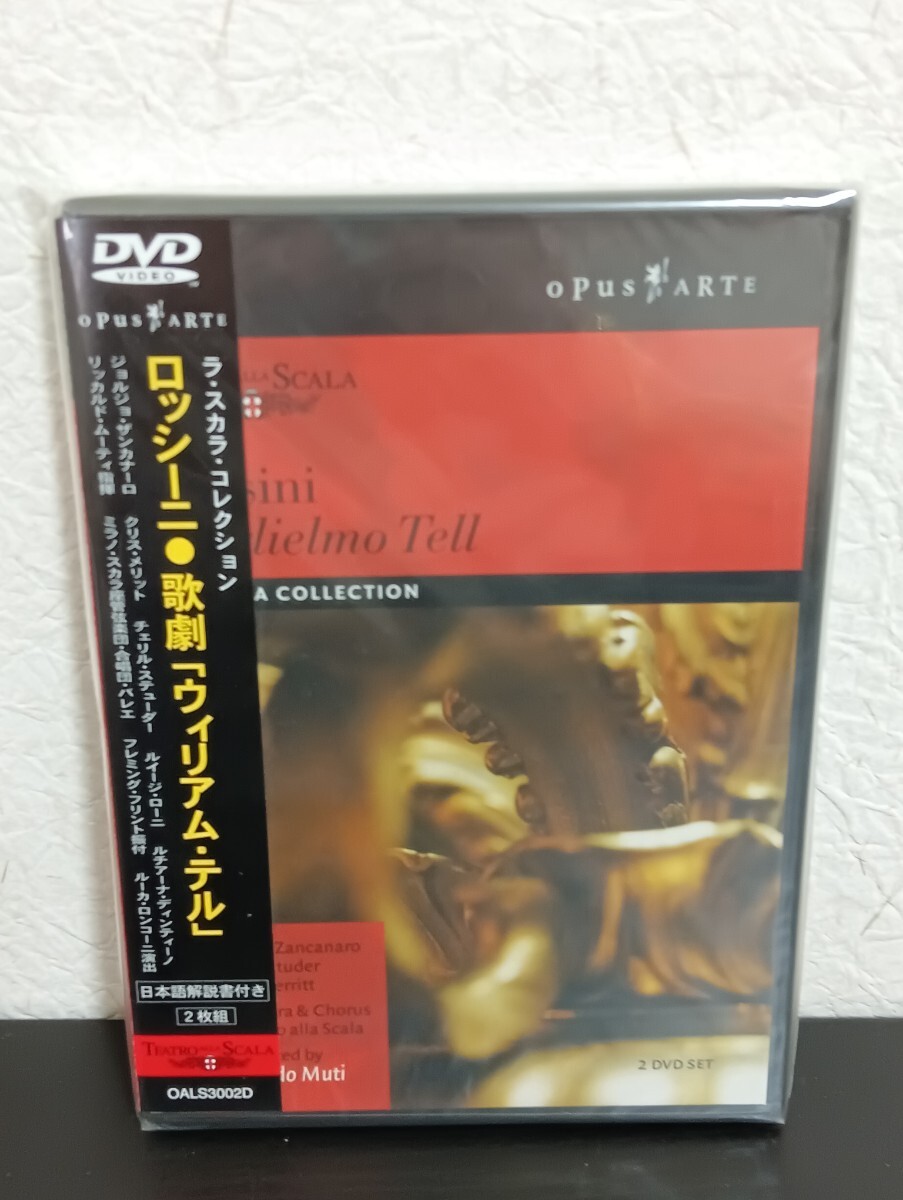 DVD
VIDEO
oPus ARTE
ラ・スカラ・コレクション
ロッシーニ●歌劇「ウィリアム・テル」
ジョルジョ・ザンカナーロ クリス・メリット チェリル・ステューダー ルイージ・ローニ ルチアーナ・ディンティーノ
リッカルド・ムーティ指揮 ミラノ・スカラ座管弦楽団・合唱団・バレエ フレミング・フリント振付 ルーカ・ロンコーニ演出
日本語解説書付き
2枚組
TEATRO ALLA SCALA
OALS3002D
oPus ARTE
LLA SCALA
sini
lielmo Tell
A COLLECTION
Zancanaro
tuder
erritt
ra & Chorus
o alla Scala
ted by
do Muti
2 DVD SET